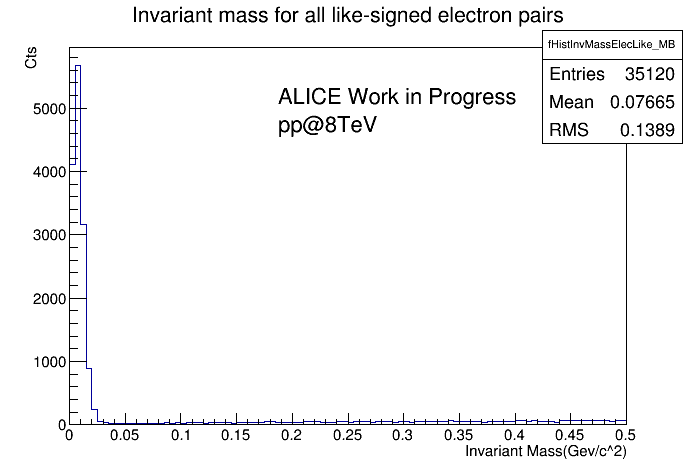 Invariant mass for all like-signed electron pairs
Cts
fHistInvMassElecLike_MB
Entries 35120
Mean 0.07665
RMS 0.1389
ALICE Work in Progress
pp@8TeV
5000
4000
3000
2000
1000
0
0 0.05 0.1 0.15 0.2 0.25 0.3 0.35 0.4 0.45 0.5
Invariant Mass(Gev/c^2)